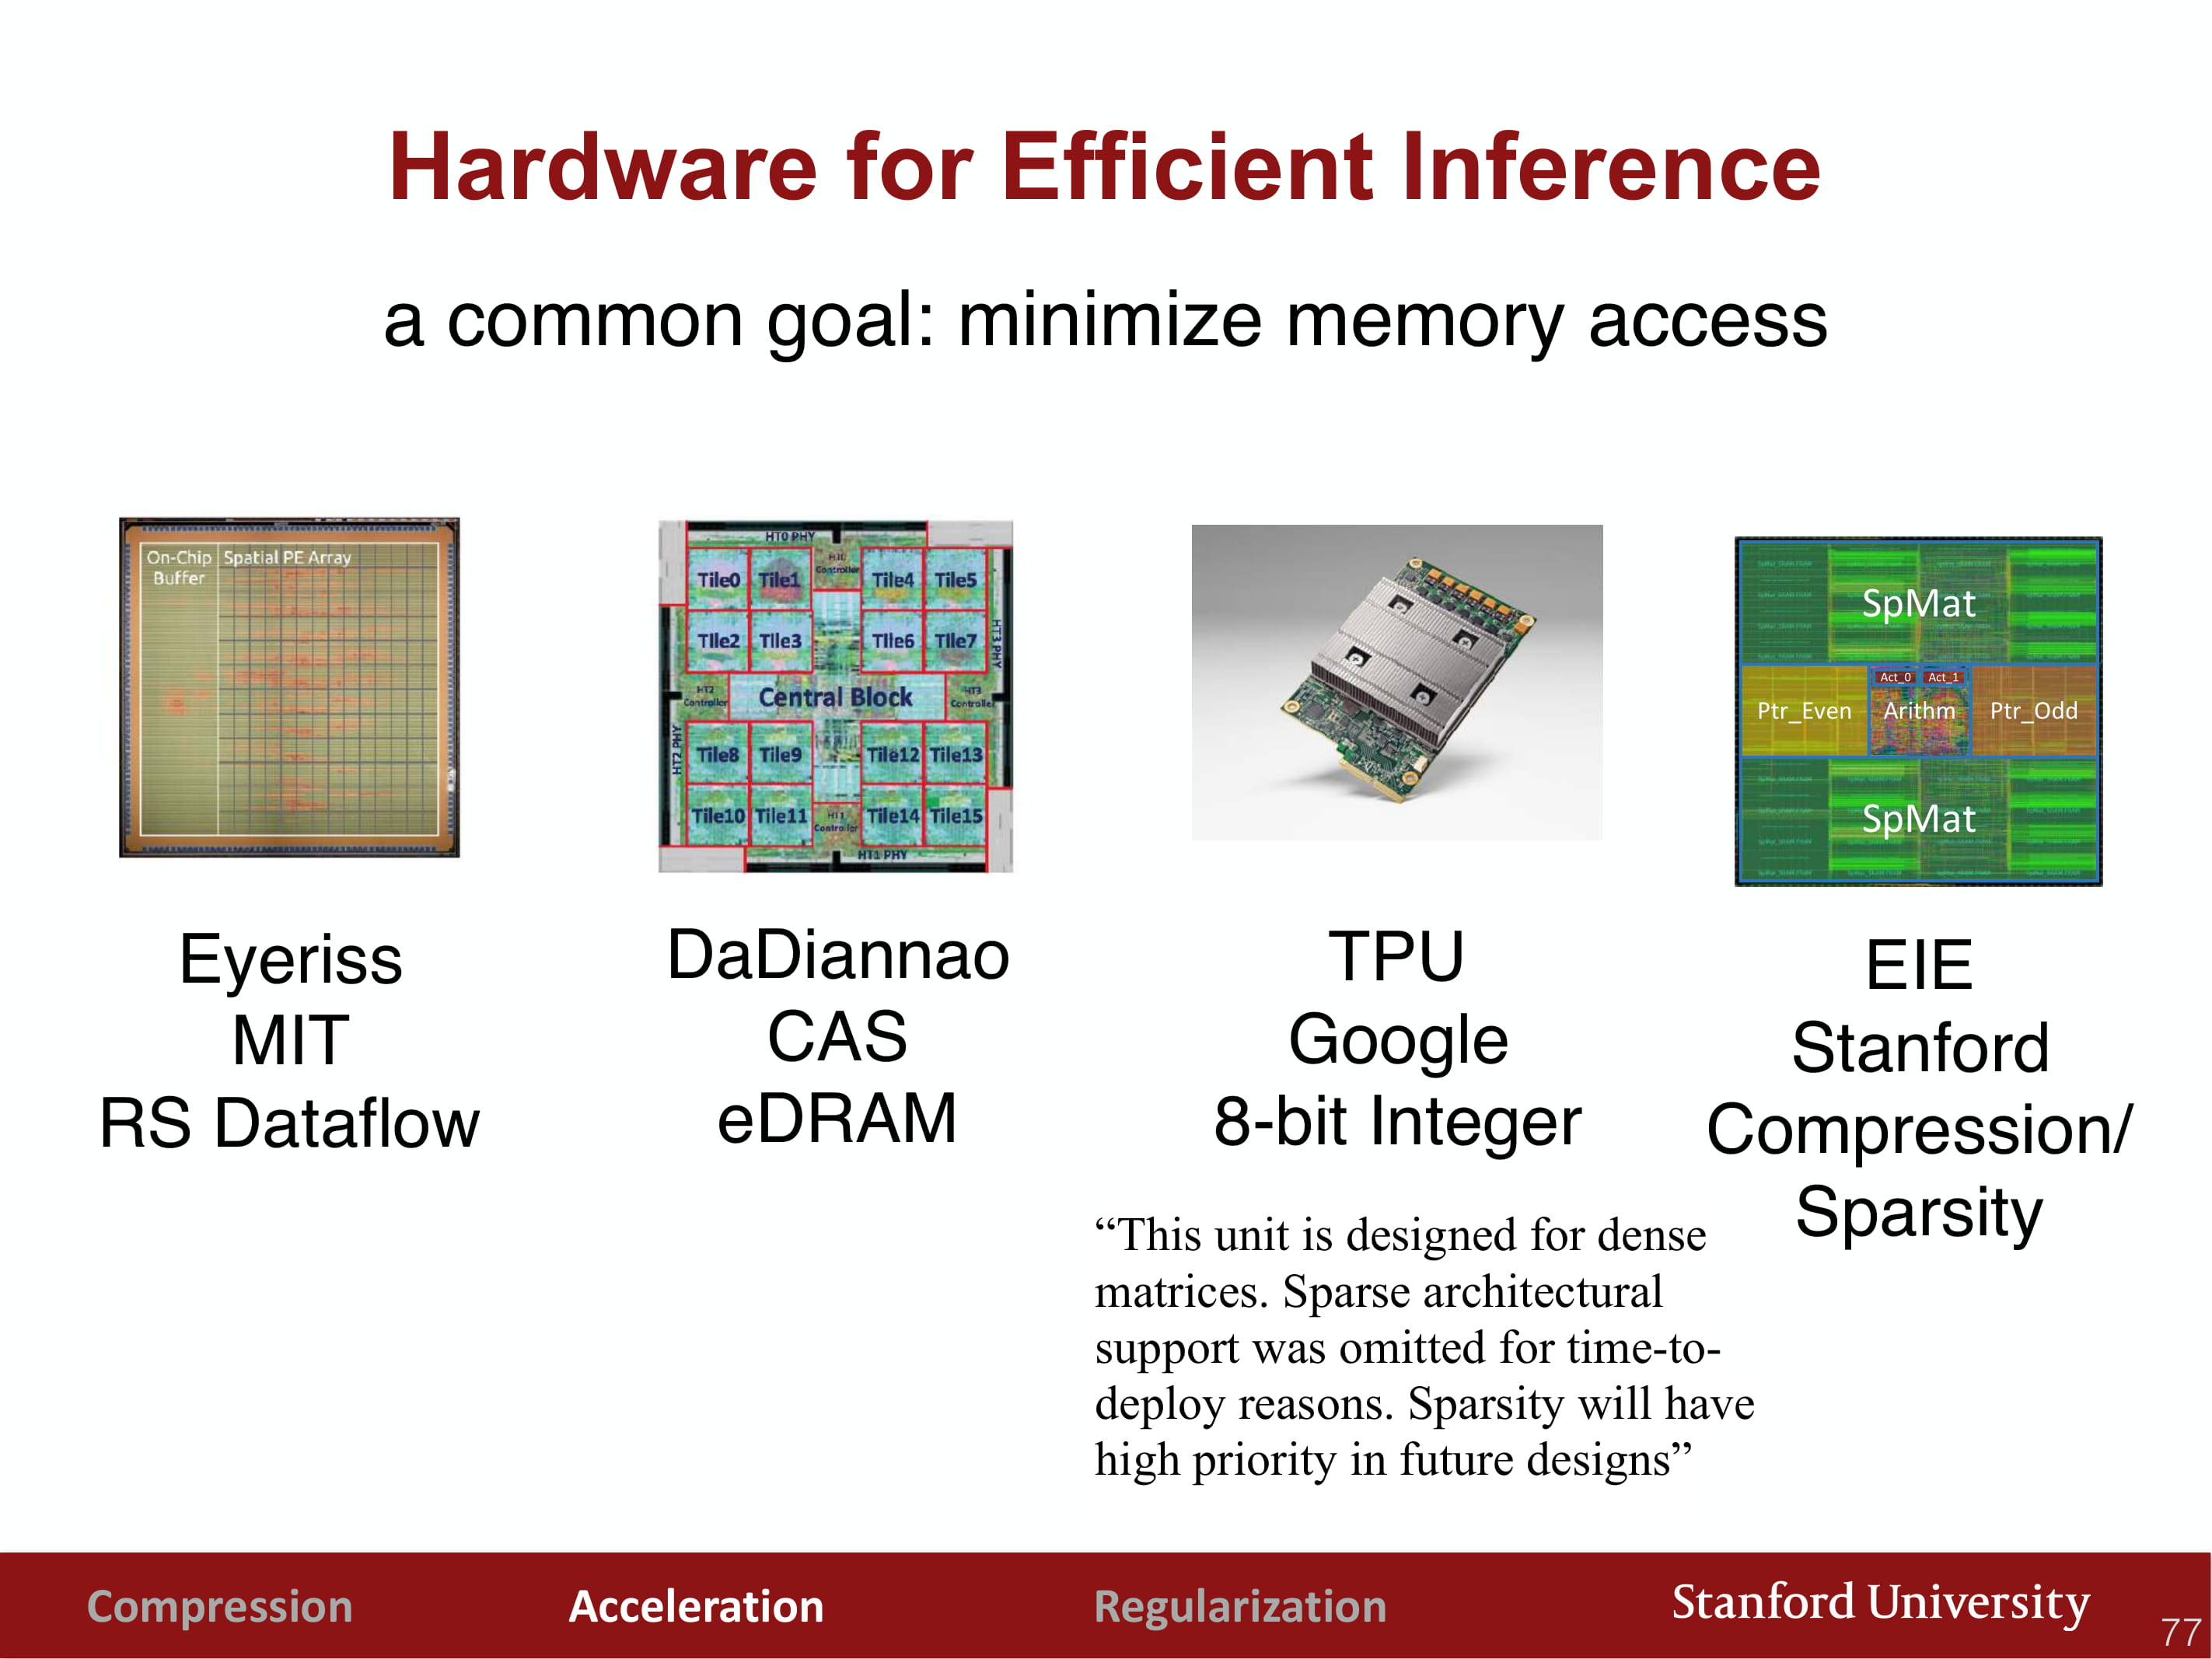 Hardware for Efficient Inference
a common goal: minimize memory access
On-Chip
Buffer
Spatial PE Array
HT0 PHY
HT0
Controller
Tile0
Tile1
Tile4
Tile5
Tile2
Tile3
Tile6
Tile7
HT3 PHY
HT2
Controller
Central Block
HT3
Controller
HT2 PHY
Tile8
Tile9
Tile12
Tile13
Tile10
Tile11
HT1
Controller
Tile14
Tile15
HT1 PHY
SpMat
Act_0
Act_1
Ptr_Even
Arithm
Ptr_Odd
SpMat
Eyeriss
MIT
RS Dataflow
DaDiannao
CAS
eDRAM
TPU
Google
8-bit Integer
“This unit is designed for dense
matrices. Sparse architectural
support was omitted for time-to-
deploy reasons. Sparsity will have
high priority in future designs”
EIE
Stanford
Compression/
Sparsity
Compression
Acceleration
Regularization
Stanford University
77